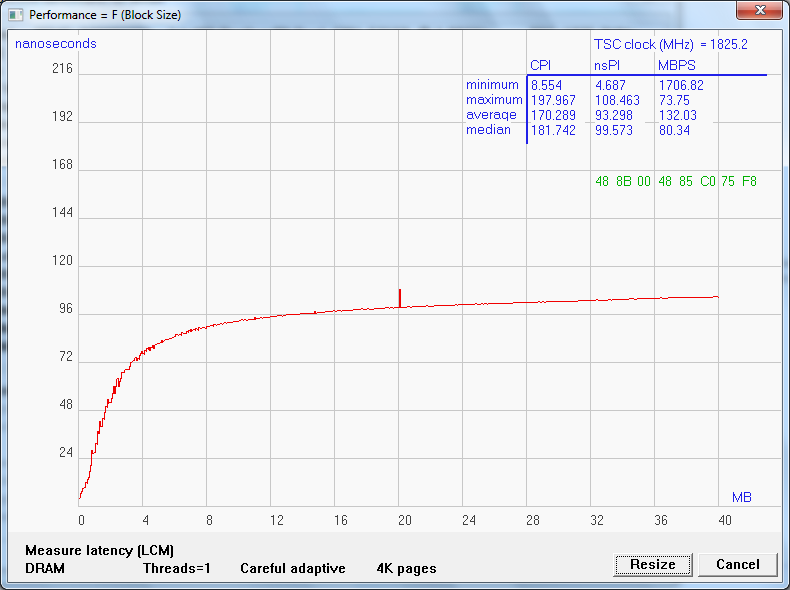 Performance = F (Block Size)
nanoseconds
TSC clock (MHz) = 1825.2
CPI nsPI MBPS
minimum 8.554 4.687 1706.82
maximum 197.967 108.463 73.75
average 170.289 93.298 132.03
median 181.742 99.573 80.34
48 8B 00 48 85 C0 75 F8
216
192
168
144
120
96
72
48
24
MB
0 4 8 12 16 20 24 28 32 36 40
Measure latency (LCM)
DRAM Threads=1 Careful adaptive 4K pages
Resize Cancel